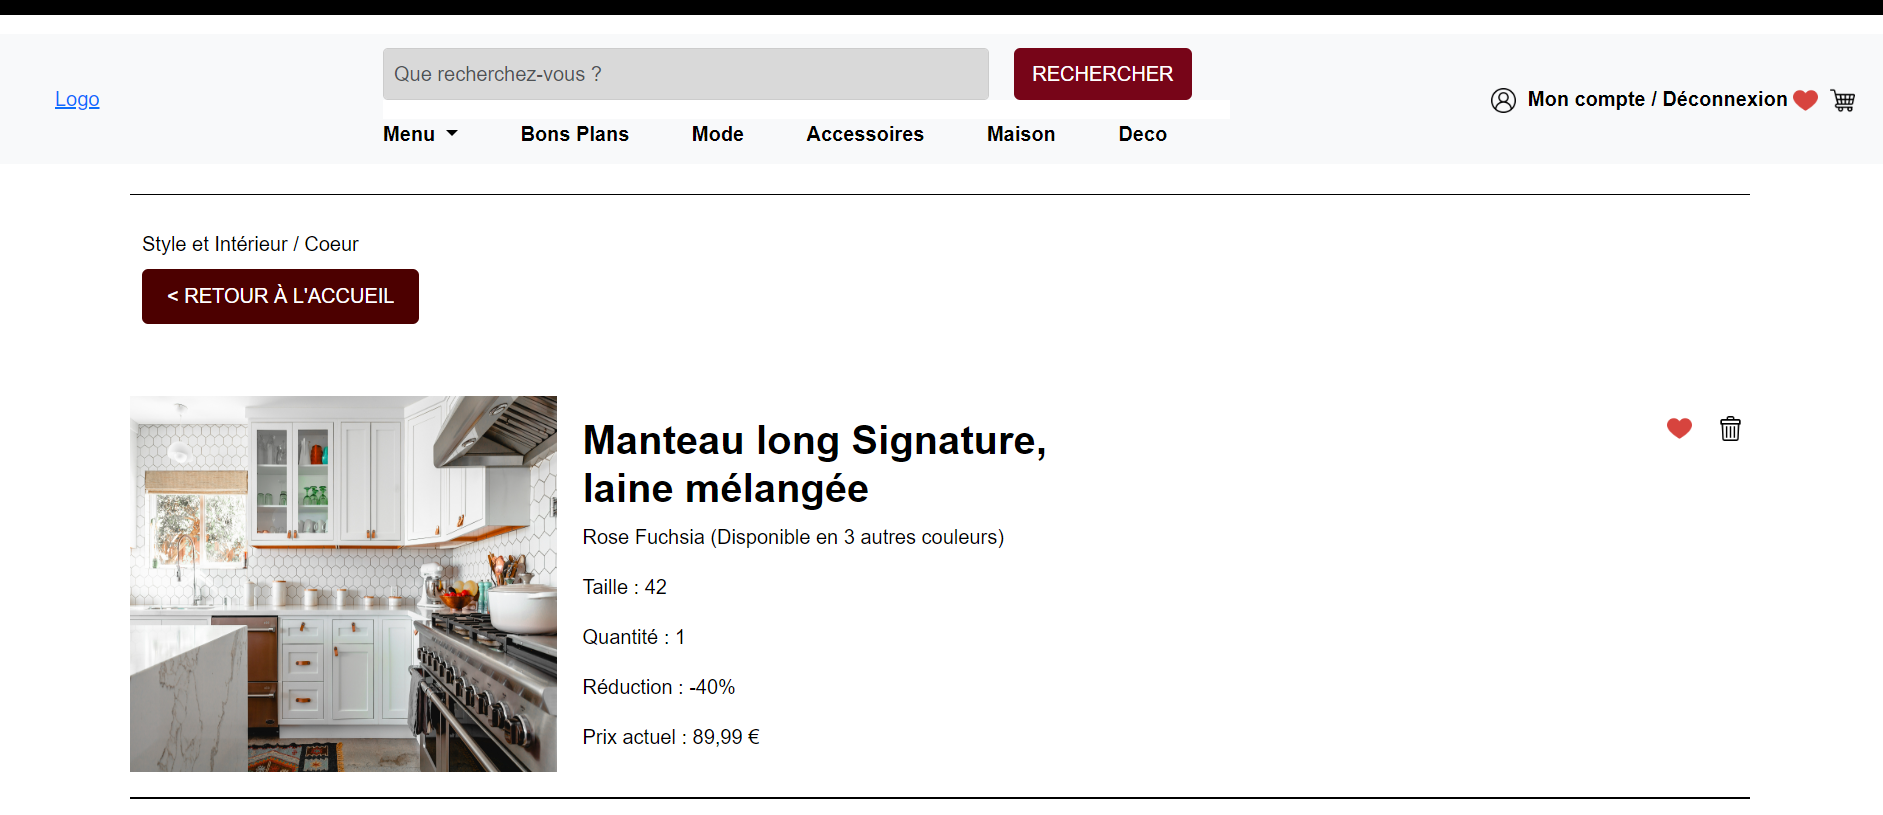 Que recherchez-vous ?
RECHERCHER
Logo
Mon compte / Déconnexion
Menu
Bons Plans
Mode
Accessoires
Maison
Deco
Style et Intérieur / Coeur
< RETOUR À L'ACCUEIL
Manteau long Signature,
laine mélangée
Rose Fuchsia (Disponible en 3 autres couleurs)
Taille : 42
Quantité : 1
Réduction : -40%
Prix actuel : 89,99 €